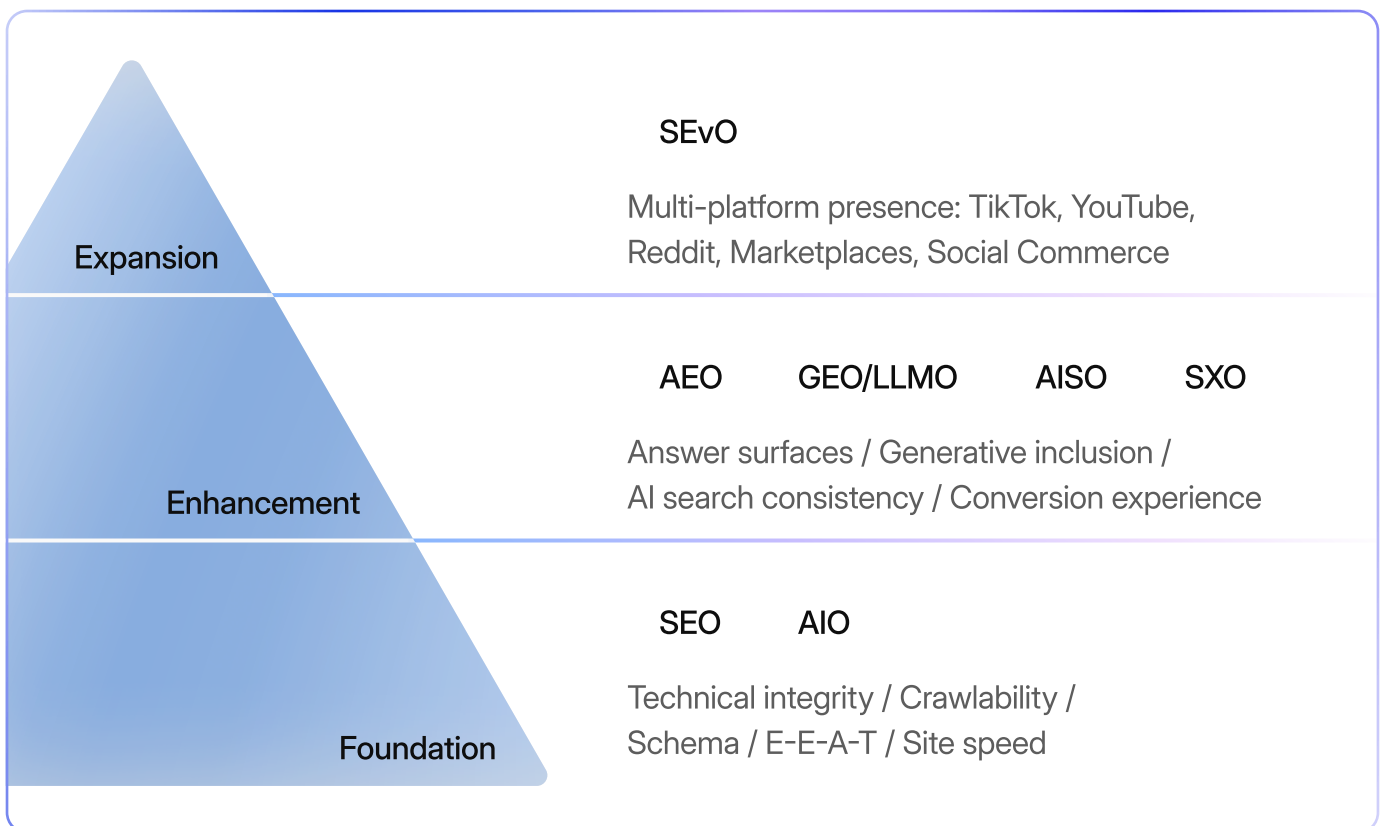 SEvO
Multi-platform presence: TikTok, YouTube,
Reddit, Marketplaces, Social Commerce
Expansion
AEO GEO/LLMO AISO SXO
Answer surfaces / Generative inclusion /
AI search consistency / Conversion experience
Enhancement
SEO AIO
Technical integrity / Crawlability /
Schema / E-E-A-T / Site speed
Foundation